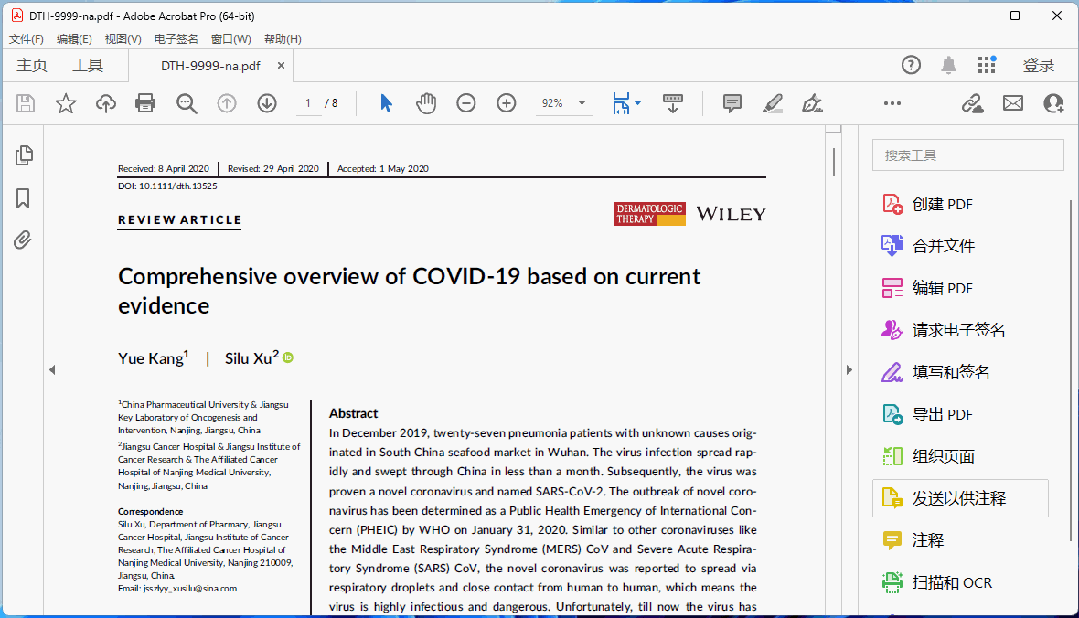 DTH-9999-na.pdf - Adobe Acrobat Pro (64-bit)
文件(F) 编辑(E) 视图(V) 电子签名 窗口(W) 帮助(H)
主页 工具 DTH-9999-na.pdf × 登录
1 / 8 92%
Received: 8 April 2020 Revised: 29 April 2020 Accepted: 1 May 2020
DOI: 10.1111/dth.13525
REVIEW ARTICLE
DERMATOLOGIC
THERAPY
WILEY
Comprehensive overview of COVID-19 based on current
evidence
Yue Kang1 | Silu Xu2
1China Pharmaceutical University & Jiangsu
Key Laboratory of Oncogenesis and
Intervention, Nanjing, Jiangsu, China
2Jiangsu Cancer Hospital & Jiangsu Institute of
Cancer Research & The Affiliated Cancer
Hospital of Nanjing Medical University,
Nanjing, Jiangsu, China
Correspondence
Silu Xu, Department of Pharmacy, Jiangsu
Cancer Hospital, Jiangsu Institute of Cancer
Research, The Affiliated Cancer Hospital of
Nanjing Medical University, Nanjing 210009,
Jiangsu, China.
Email: jsszlyy_xusilu@sina.com
Abstract
In December 2019, twenty-seven pneumonia patients with unknown causes orig-
inated in South China seafood market in Wuhan. The virus infection spread rap-
idly and swept through China in less than a month. Subsequently, the virus was
proven a novel coronavirus and named SARS-CoV-2. The outbreak of novel coro-
navirus has been determined as a Public Health Emergency of International Con-
cern (PHEIC) by WHO on January 31, 2020. Similar to other coronaviruses like
the Middle East Respiratory Syndrome (MERS) CoV and Severe Acute Respira-
tory Syndrome (SARS) CoV, the novel coronavirus was reported to spread via
respiratory droplets and close contact from human to human, which means the
virus is highly infectious and dangerous. Unfortunately, till now the virus has
搜索工具
创建 PDF
合并文件
编辑 PDF
请求电子签名
填写和签名
导出 PDF
组织页面
发送以供注释
注释
扫描和 OCR